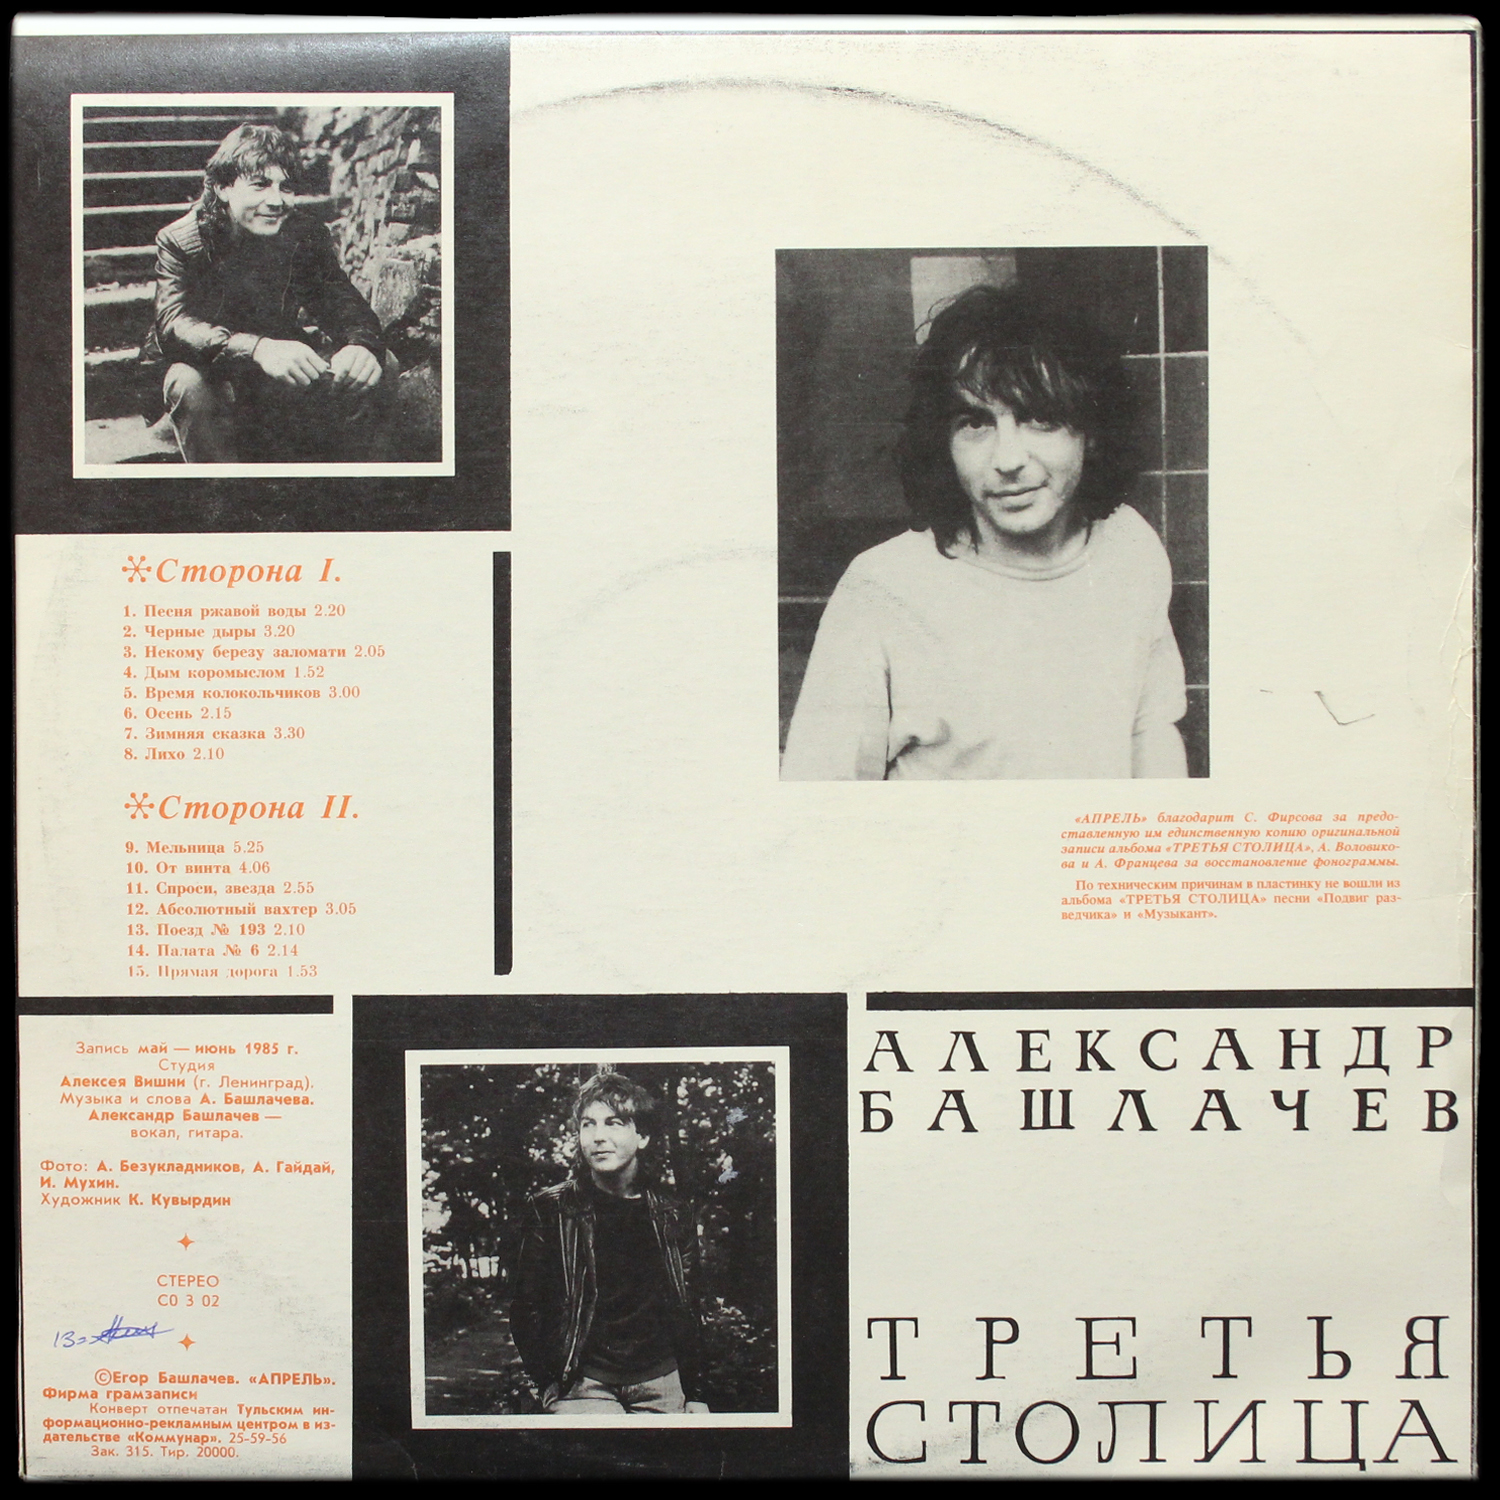 ✻Сторона I.
1. Песня ржавой воды 2.20
2. Черные дыры 3.20
3. Некому березу заломати 2.05
4. Дым коромыслом 1.52
5. Время колокольчиков 3.00
6. Осень 2.15
7. Зимняя сказка 3.30
8. Лихо 2.10
✻Сторона II.
9. Мельница 5.25
10. От винта 4.06
11. Спроси, звезда 2.55
12. Абсолютный вахтер 3.05
13. Поезд № 193 2.10
14. Палата № 6 2.14
15. Прямая дорога 1.53
«АПРЕЛЬ» благодарит С. Фирсова за предо-
ставленную им единственную копию оригинальной
записи альбома «ТРЕТЬЯ СТОЛИЦА», А. Воловико-
ва и А. Францева за восстановление фонограммы.
По техническим причинам в пластинку не вошли из
альбома «ТРЕТЬЯ СТОЛИЦА» песни «Подвиг раз-
ведчика» и «Музыкант».
Запись май — июнь 1985 г.
Студия
Алексея Вишни (г. Ленинград).
Музыка и слова А. Башлачева.
Александр Башлачев —
вокал, гитара.
Фото: А. Безукладников, А. Гайдай,
И. Мухин.
Художник К. Кувырдин
СТЕРЕО
С0 3 02
13=
©Егор Башлачев. «АПРЕЛЬ».
Фирма грамзаписи
Конверт отпечатан Тульским ин-
формационно-рекламным центром в из-
дательстве «Коммунар». 25-59-56
Зак. 315. Тир. 20000.
АЛЕКСАНДР
БАШЛАЧЕВ
ТРЕТЬЯ
СТОЛИЦА